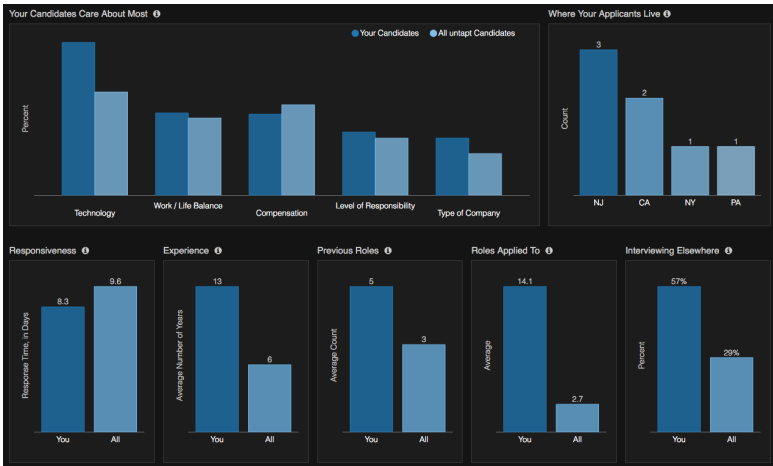 Your Candidates Care About Most
Where Your Applicants Live
Your Candidates
All untapt Candidates
Percent
Technology
Work / Life Balance
Compensation
Level of Responsibility
Type of Company
Count
3
2
1
1
NJ
CA
NY
PA
Responsiveness
Experience
Previous Roles
Roles Applied To
Interviewing Elsewhere
Response Time, in Days
8.3
9.6
You
All
Average Number of Years
13
6
You
All
Average Count
5
3
You
All
Average
14.1
2.7
You
All
Percent
57%
29%
You
All